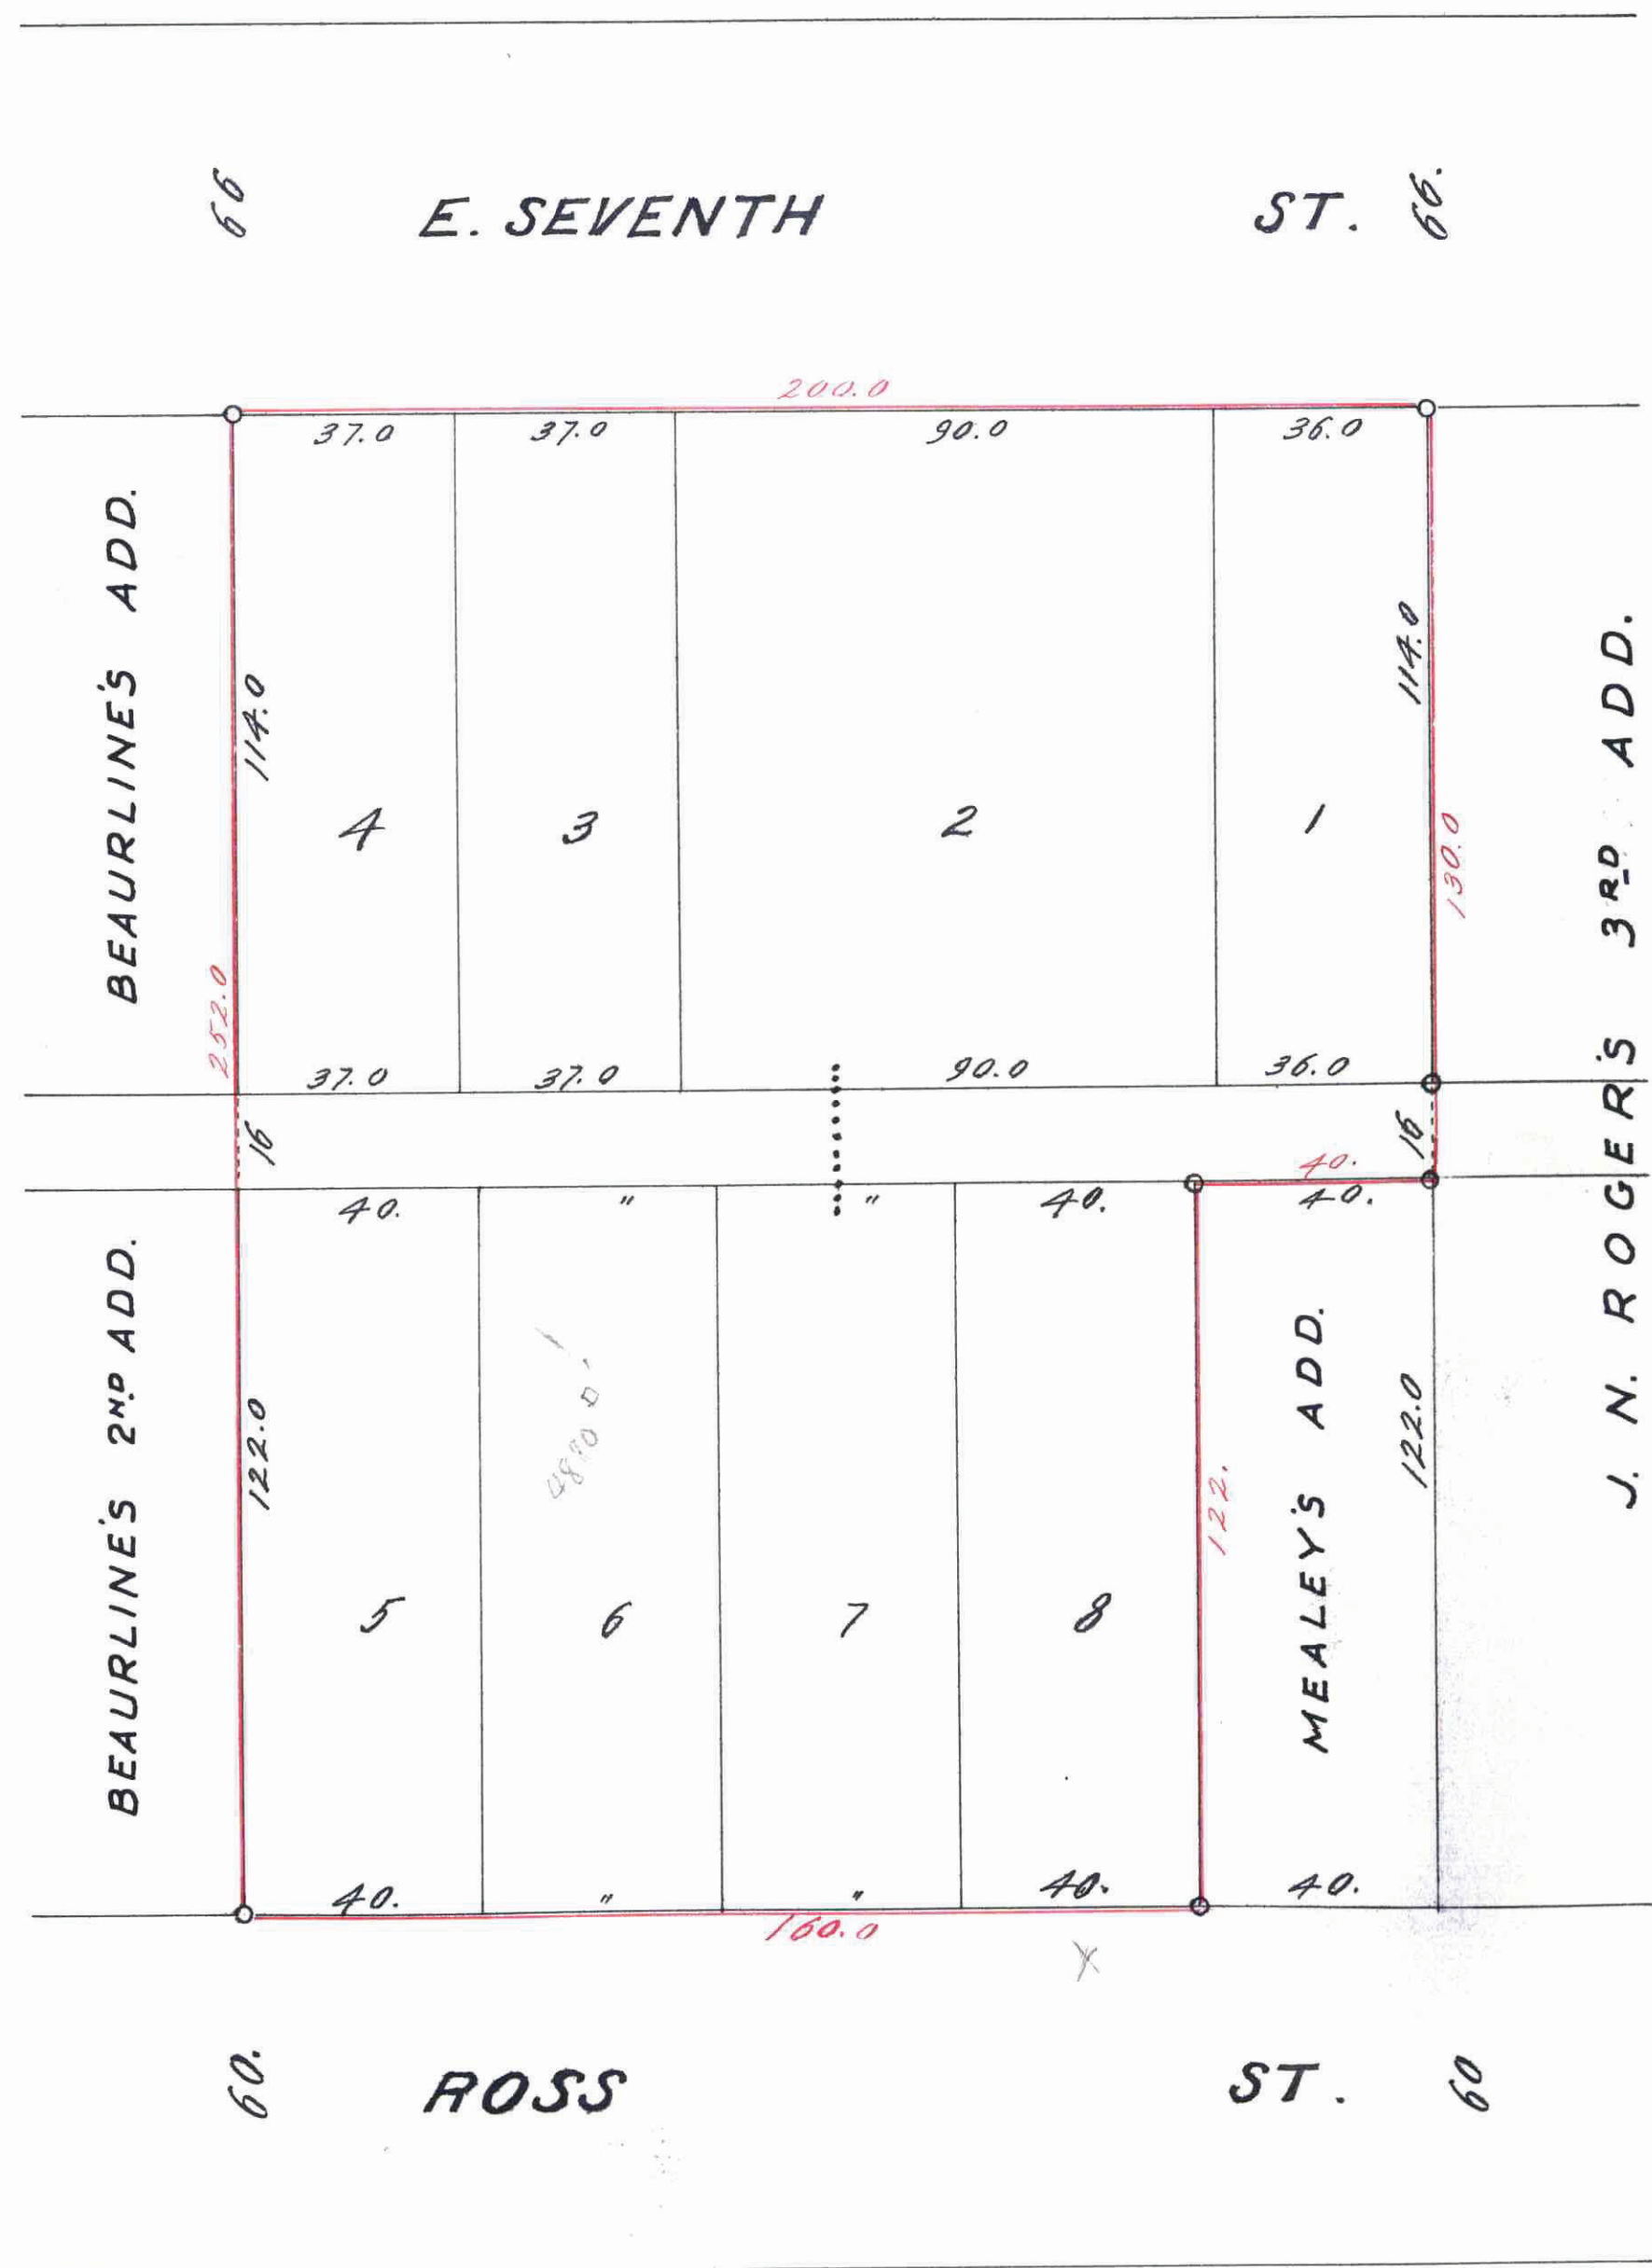 66 E. SEVENTH ST. 66.
200.0
37.0 37.0 90.0 36.0
BEAURLINE'S ADD.
114.0
114.0
4 3 2 1
130.0
252.0
J. N. ROGER'S 3RD ADD.
37.0 37.0 90.0 36.0
16 16
40.
40. " " 40. 40.
BEAURLINE'S 2ND ADD.
122.0
122.
MEALEY'S ADD.
122.0
5 6 7 8
40. " " 40. 40.
160.0
X
60. ROSS ST. 60